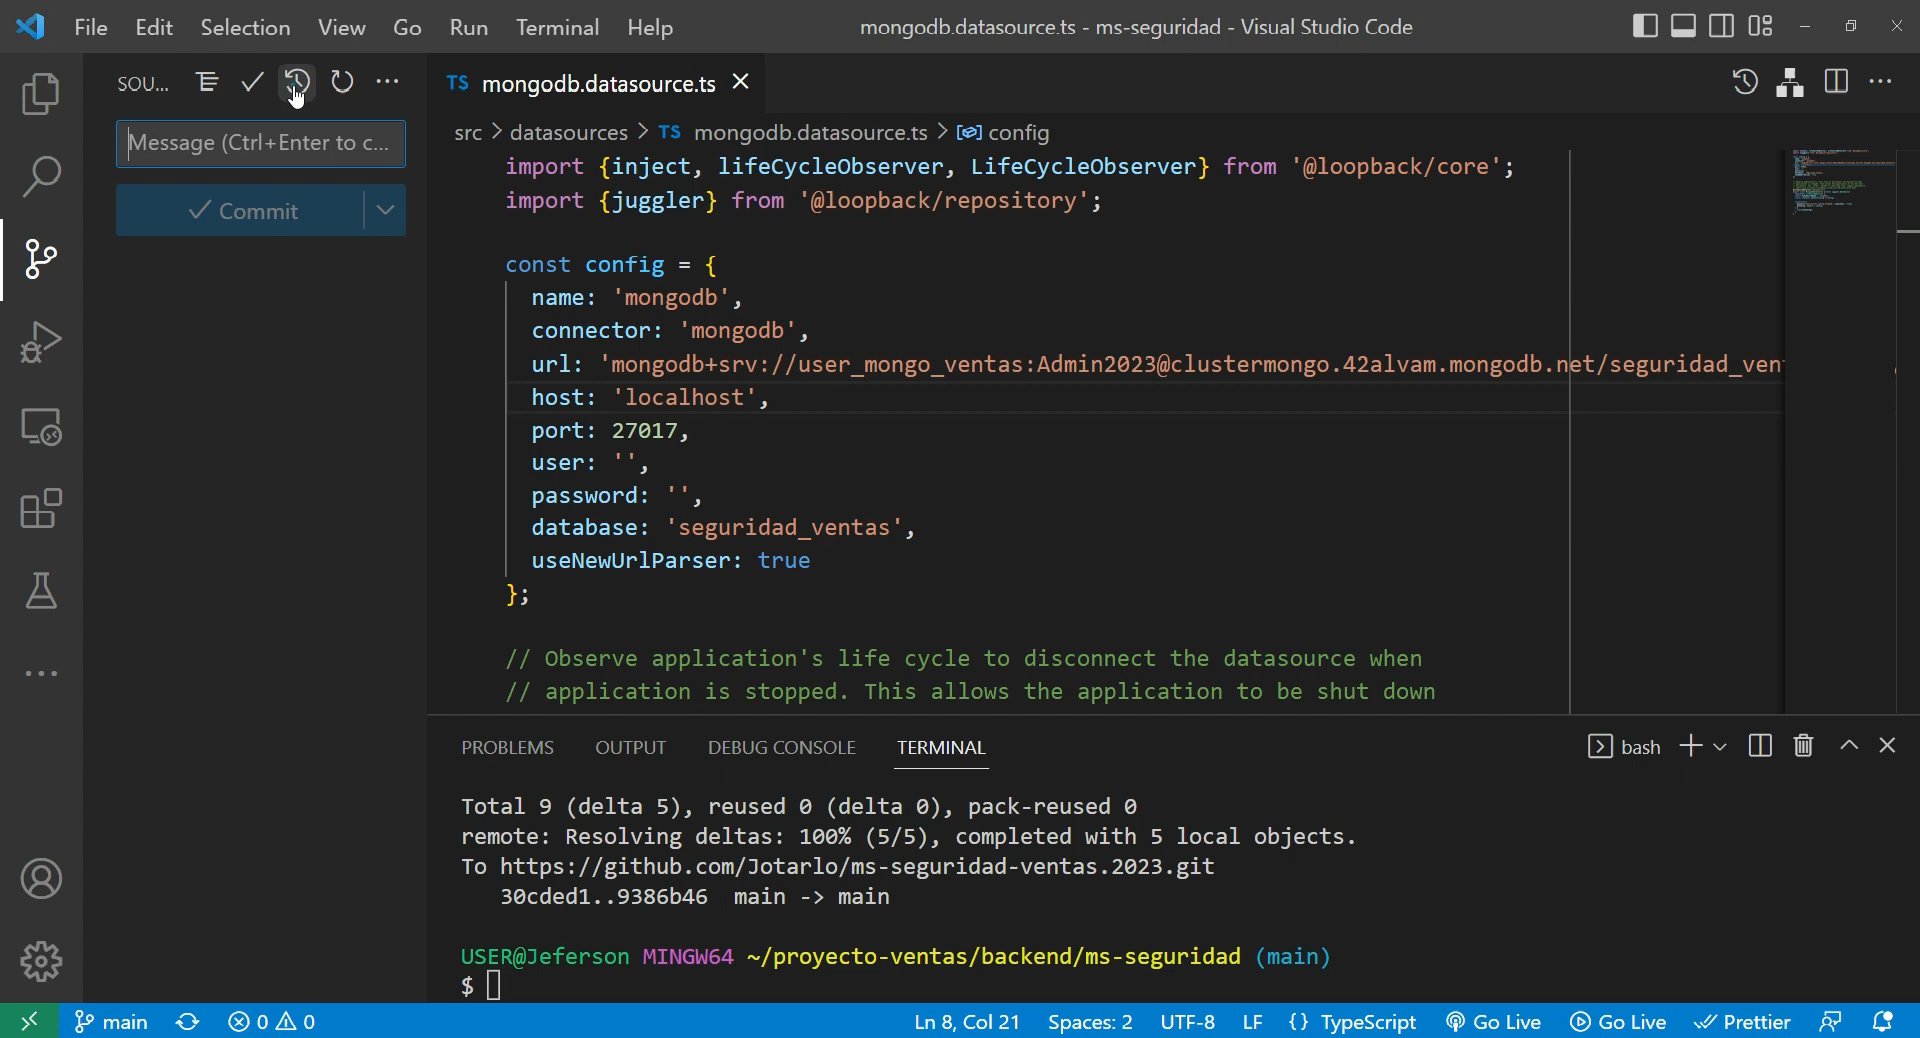 File Edit Selection View Go Run Terminal Help
mongodb.datasource.ts - ms-seguridad - Visual Studio Code
SOU...
Message (Ctrl+Enter to c...
Commit
TS mongodb.datasource.ts
src > datasources > TS mongodb.datasource.ts > config
import {inject, lifeCycleObserver, LifeCycleObserver} from '@loopback/core';
import {juggler} from '@loopback/repository';
const config = {
name: 'mongodb',
connector: 'mongodb',
url: 'mongodb+srv://user_mongo_ventas:Admin2023@clustermongo.42alvam.mongodb.net/seguridad_ven
host: 'localhost',
port: 27017,
user: '',
password: '',
database: 'seguridad_ventas',
useNewUrlParser: true
};
// Observe application's life cycle to disconnect the datasource when
// application is stopped. This allows the application to be shut down
PROBLEMS OUTPUT DEBUG CONSOLE TERMINAL
bash
Total 9 (delta 5), reused 0 (delta 0), pack-reused 0
remote: Resolving deltas: 100% (5/5), completed with 5 local objects.
To https://github.com/Jotarlo/ms-seguridad-ventas.2023.git
30cded1..9386b46 main -> main
USER@Jeferson MINGW64 ~/proyecto-ventas/backend/ms-seguridad (main)
$
main 0 0 Ln 8, Col 21 Spaces: 2 UTF-8 LF {} TypeScript Go Live Go Live Prettier